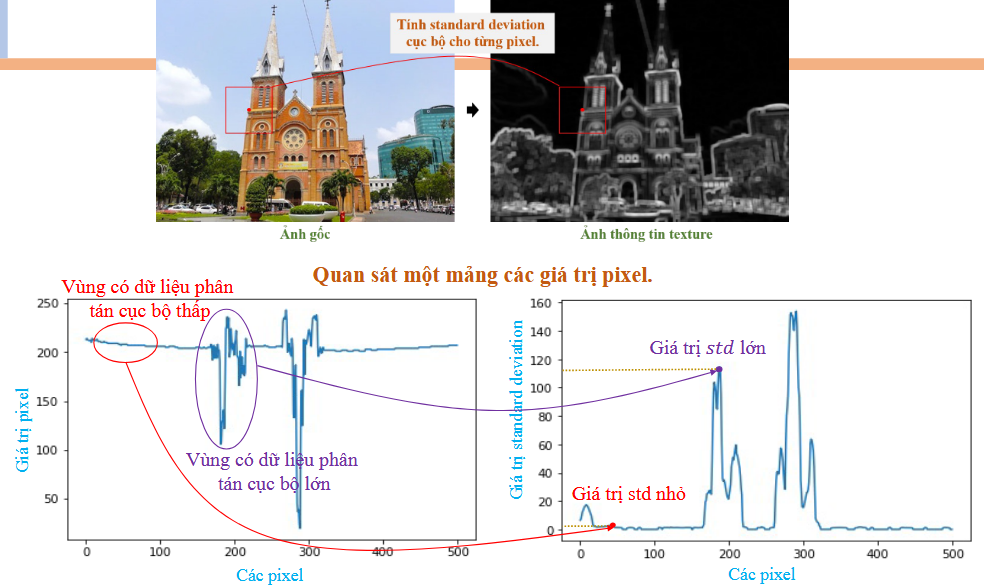 Tính standard deviation
cục bộ cho từng pixel.
Ảnh gốc
Ảnh thông tin texture
Quan sát một mảng các giá trị pixel.
Vùng có dữ liệu phân
tán cục bộ thấp
250
200
150
100
50
0
100
200
300
400
500
Giá trị pixel
Các pixel
Vùng có dữ liệu phân
tán cục bộ lớn
160
140
120
100
80
60
40
20
0
0
100
200
300
400
500
Giá trị standard deviation
Các pixel
Giá trị std lớn
Giá trị std nhỏ